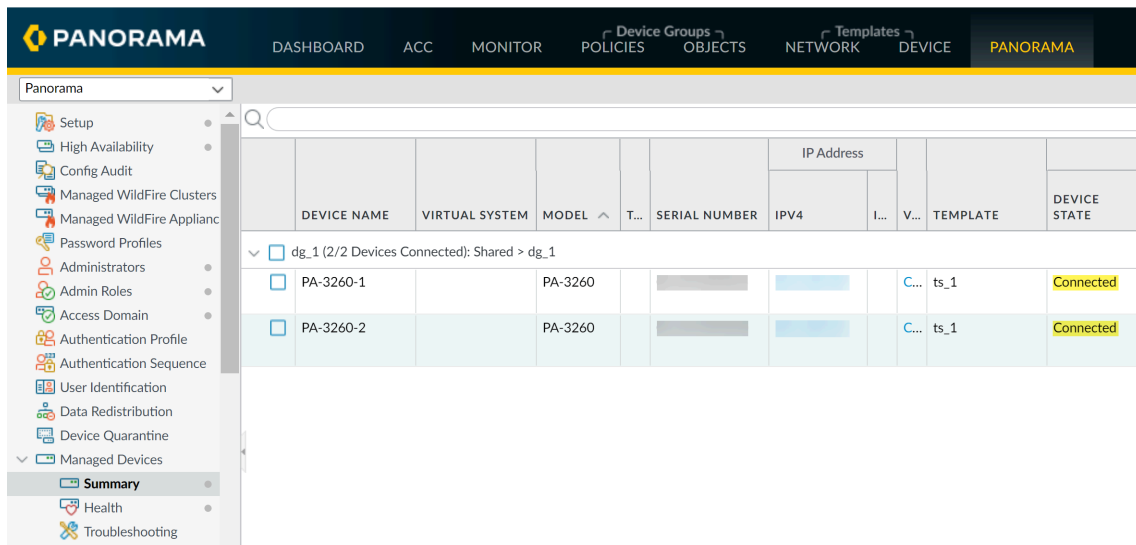 PANORAMA
Device Groups
Templates
DASHBOARD ACC MONITOR POLICIES OBJECTS NETWORK DEVICE PANORAMA
Panorama
Setup
High Availability
Config Audit
Managed WildFire Clusters
Managed WildFire Applianc
Password Profiles
Administrators
Admin Roles
Access Domain
Authentication Profile
Authentication Sequence
User Identification
Data Redistribution
Device Quarantine
Managed Devices
Summary
Health
Troubleshooting
IP Address
DEVICE NAME VIRTUAL SYSTEM MODEL T... SERIAL NUMBER IPV4 I... V... TEMPLATE DEVICE STATE
dg_1 (2/2 Devices Connected): Shared > dg_1
PA-3260-1 PA-3260 C... ts_1 Connected
PA-3260-2 PA-3260 C... ts_1 Connected